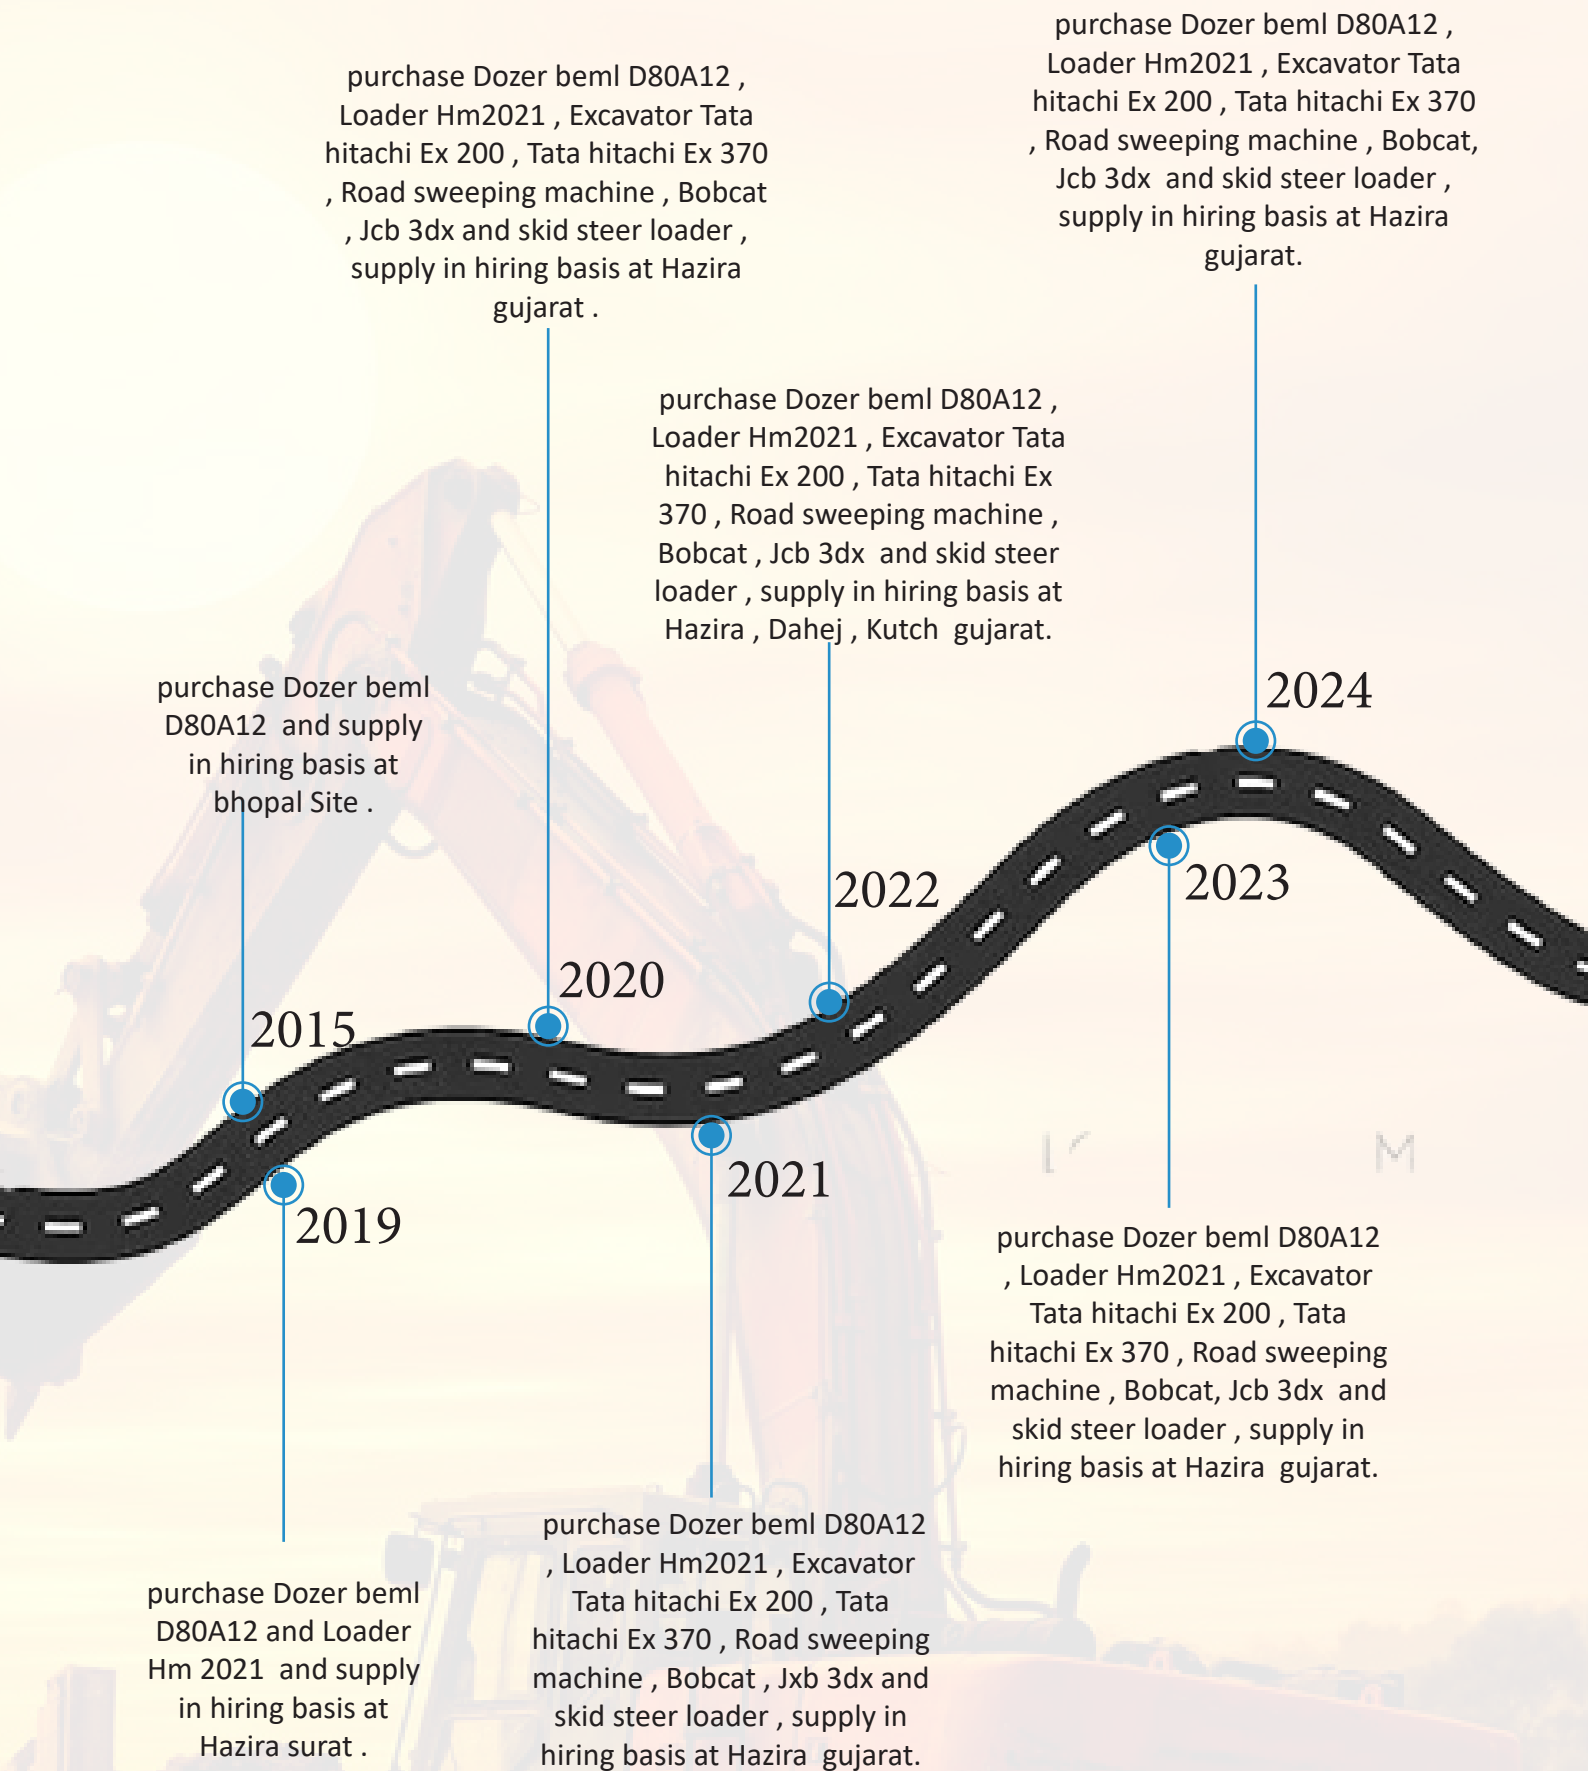 purchase Dozer beml D80A12 ,
Loader Hm2021 , Excavator Tata
hitachi Ex 200 , Tata hitachi Ex 370
, Road sweeping machine , Bobcat,
Jcb 3dx  and skid steer loader ,
supply in hiring basis at Hazira
gujarat.
purchase Dozer beml D80A12 ,
Loader Hm2021 , Excavator Tata
hitachi Ex 200 , Tata hitachi Ex 370
, Road sweeping machine , Bobcat
, Jcb 3dx and skid steer loader ,
supply in hiring basis at Hazira
gujarat .
purchase Dozer beml D80A12 ,
Loader Hm2021 , Excavator Tata
hitachi Ex 200 , Tata hitachi Ex
370 , Road sweeping machine ,
Bobcat , Jcb 3dx  and skid steer
loader , supply in hiring basis at
Hazira , Dahej , Kutch  gujarat.
purchase Dozer beml
D80A12  and supply
in hiring basis at
bhopal Site .
2024
2023
2022
2020
2015
2021
2019
M
purchase Dozer beml D80A12
, Loader Hm2021 , Excavator
Tata hitachi Ex 200 , Tata
hitachi Ex 370 , Road sweeping
machine , Bobcat, Jcb 3dx  and
skid steer loader , supply in
hiring basis at Hazira  gujarat.
purchase Dozer beml D80A12
, Loader Hm2021 , Excavator
Tata hitachi Ex 200 , Tata
hitachi Ex 370 , Road sweeping
machine , Bobcat , Jxb 3dx and
skid steer loader , supply in
hiring basis at Hazira  gujarat.
purchase Dozer beml
D80A12 and Loader
Hm 2021  and supply
in hiring basis at
Hazira surat .